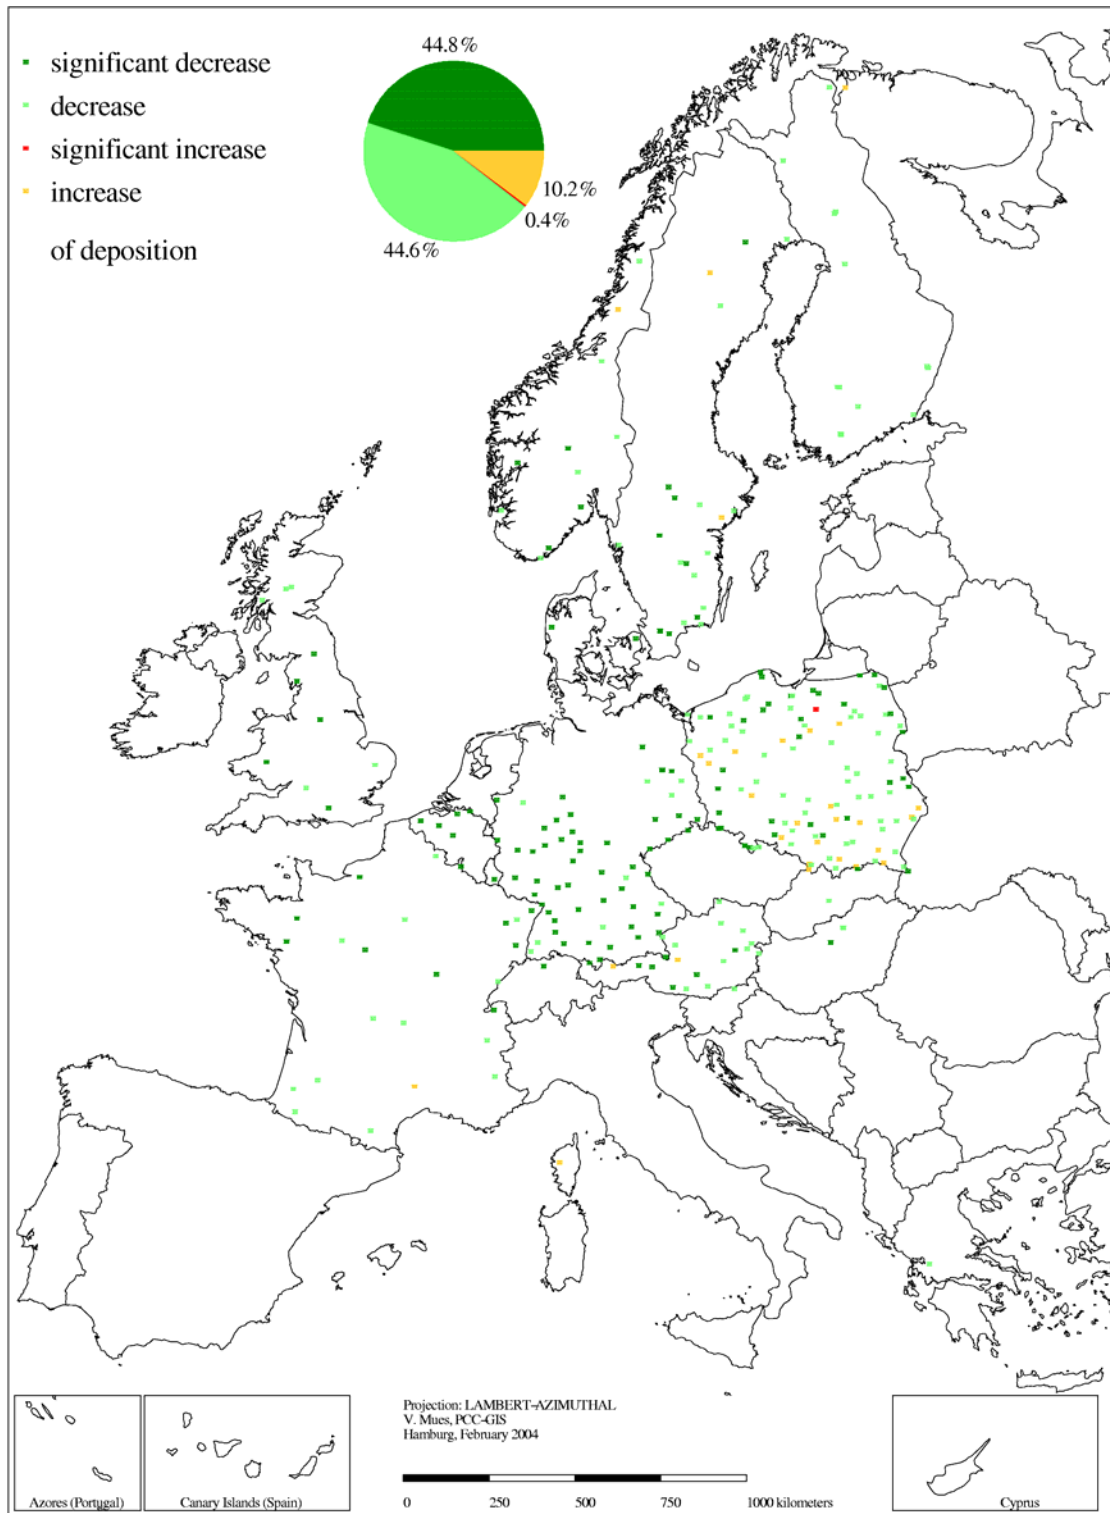 44.8%
significant decrease
decrease
significant increase
increase
10.2%
0.4%
44.6%
of deposition
Projection: LAMBERT-AZIMUTHAL
V. Mues, PCC-GIS
Hamburg, February 2004
0 250 500 750 1000 kilometers
Azores (Portugal)
Canary Islands (Spain)
Cyprus